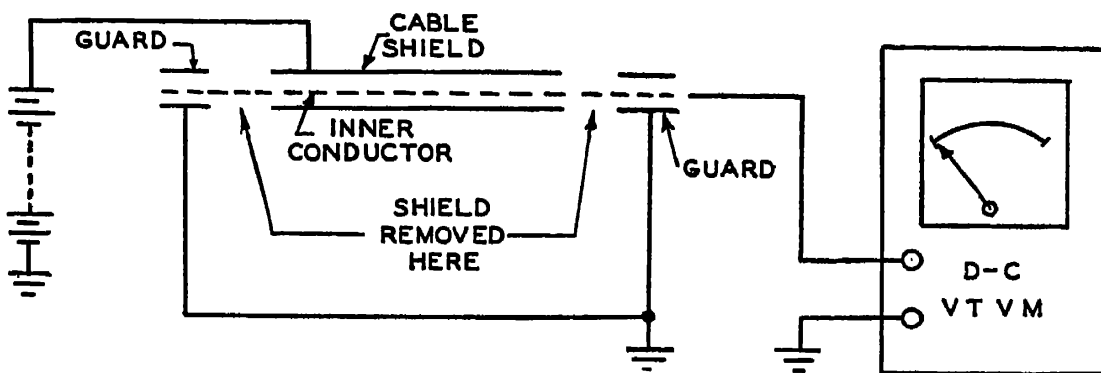 CABLE
SHIELD
GUARD
INNER
CONDUCTOR
GUARD
SHIELD
REMOVED
HERE
D-C
VTVM